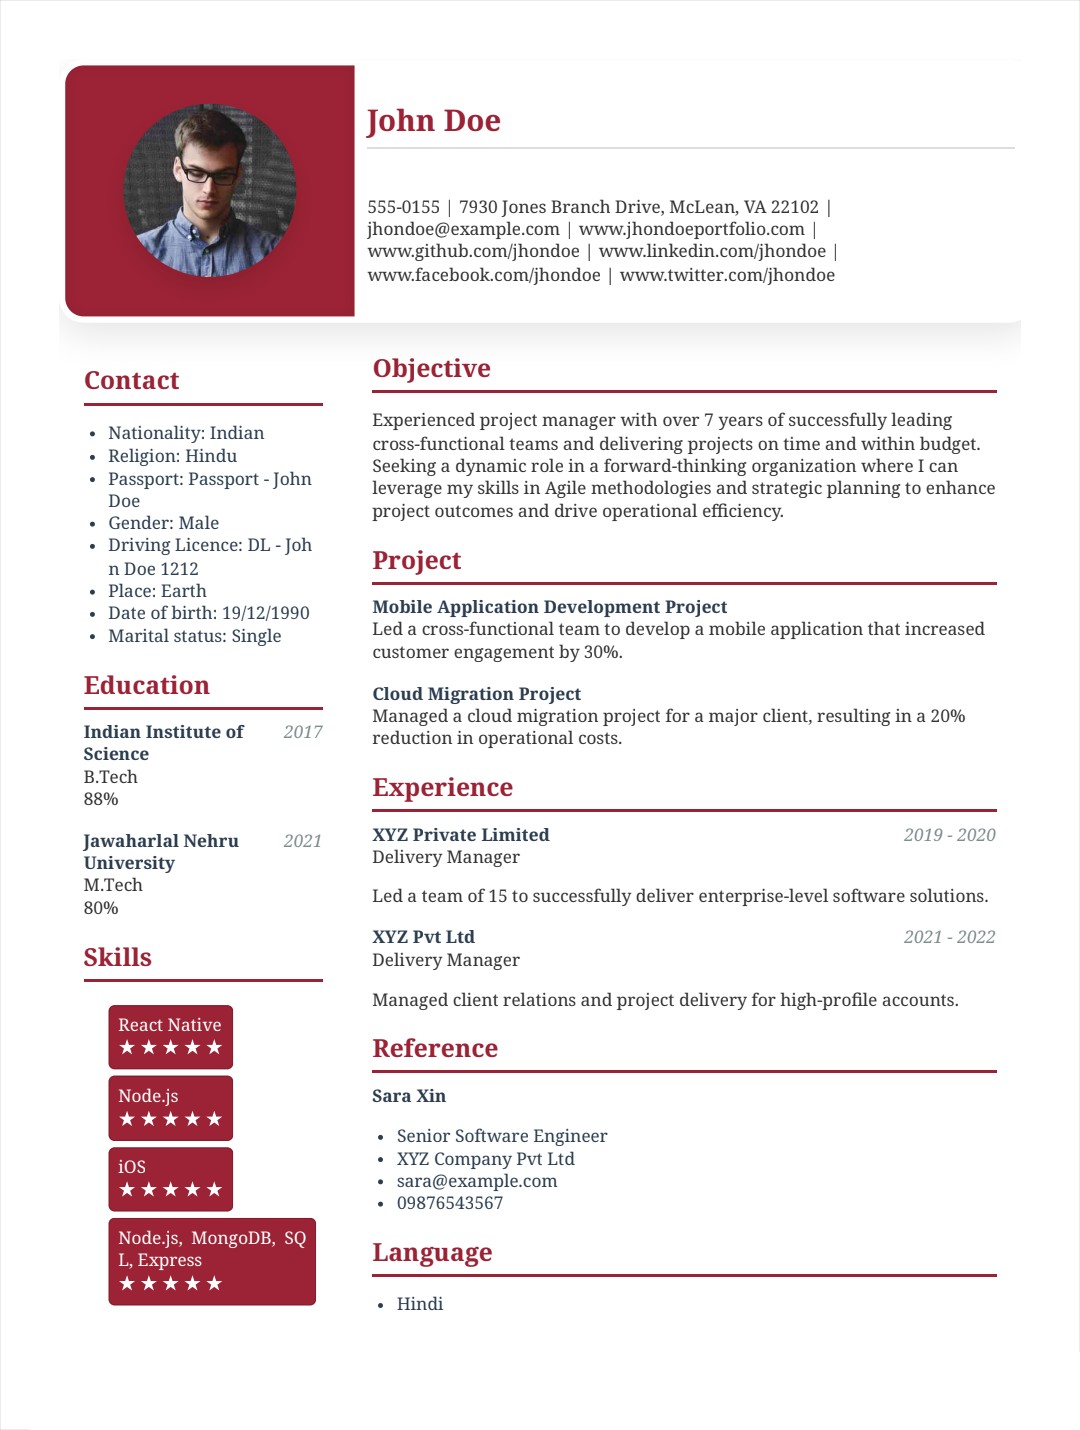 John Doe
555-0155 | 7930 Jones Branch Drive, McLean, VA 22102 |
jhondoe@example.com | www.jhondoeportfolio.com |
www.github.com/jhondoe | www.linkedin.com/jhondoe |
www.facebook.com/jhondoe | www.twitter.com/jhondoe
Contact
• Nationality: Indian
• Religion: Hindu
• Passport: Passport - John
Doe
• Gender: Male
• Driving Licence: DL - Joh
n Doe 1212
• Place: Earth
• Date of birth: 19/12/1990
• Marital status: Single
Education
Indian Institute of 2017
Science
B.Tech
88%
Jawaharlal Nehru 2021
University
M.Tech
80%
Skills
React Native
★ ★ ★ ★ ★
Node.js
★ ★ ★ ★ ★
iOS
★ ★ ★ ★ ★
Node.js, MongoDB, SQ
L, Express
★ ★ ★ ★ ★
Objective
Experienced project manager with over 7 years of successfully leading
cross-functional teams and delivering projects on time and within budget.
Seeking a dynamic role in a forward-thinking organization where I can
leverage my skills in Agile methodologies and strategic planning to enhance
project outcomes and drive operational efficiency.
Project
Mobile Application Development Project
Led a cross-functional team to develop a mobile application that increased
customer engagement by 30%.
Cloud Migration Project
Managed a cloud migration project for a major client, resulting in a 20%
reduction in operational costs.
Experience
XYZ Private Limited 2019 - 2020
Delivery Manager
Led a team of 15 to successfully deliver enterprise-level software solutions.
XYZ Pvt Ltd 2021 - 2022
Delivery Manager
Managed client relations and project delivery for high-profile accounts.
Reference
Sara Xin
• Senior Software Engineer
• XYZ Company Pvt Ltd
• sara@example.com
• 09876543567
Language
• Hindi